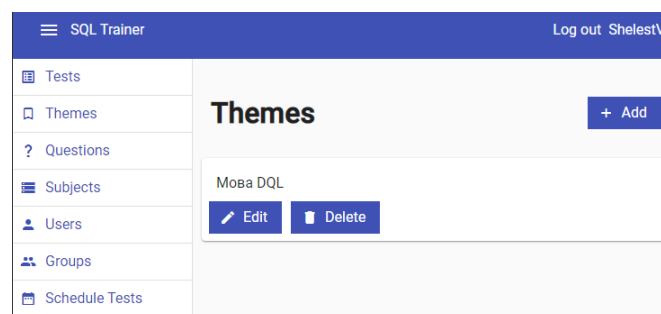 SQL Trainer
Log out ShelestV
Tests
Themes
Questions
Subjects
Users
Groups
Schedule Tests
Themes
+ Add
Мова DQL
Edit
Delete